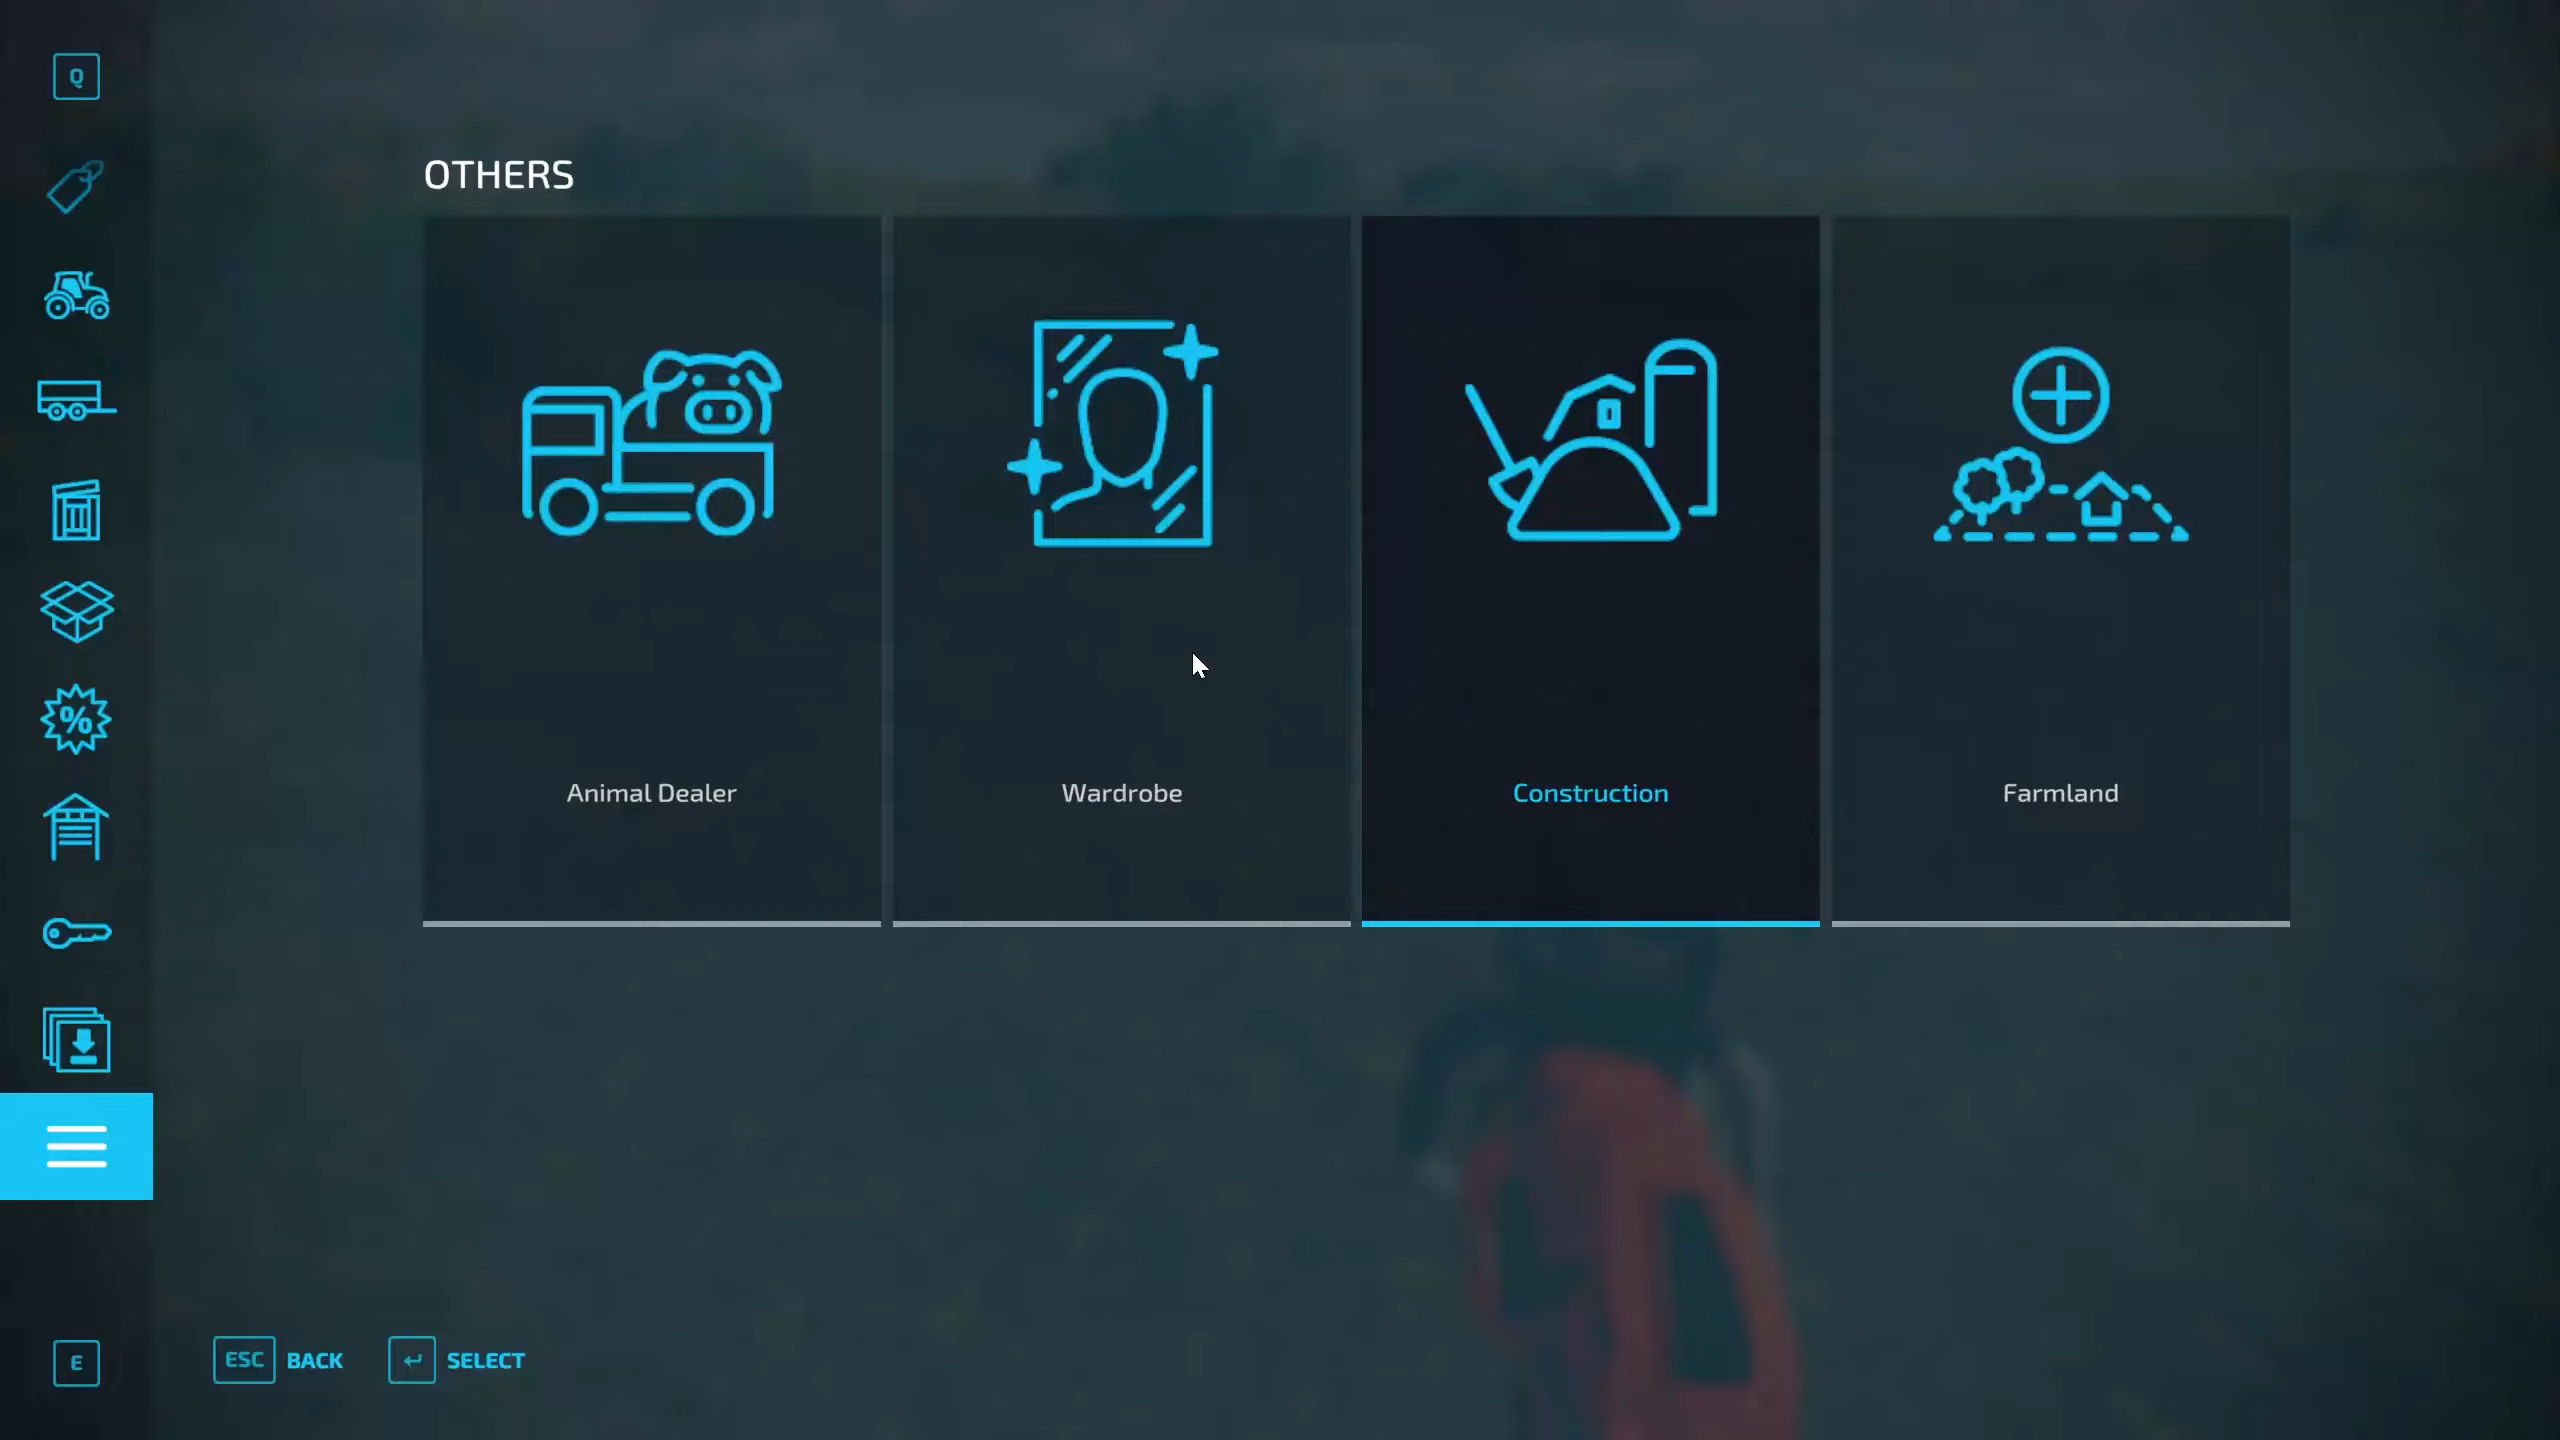 Q
OTHERS
%
Animal Dealer
Wardrobe
Construction
Farmland
E
ESC BACK
SELECT